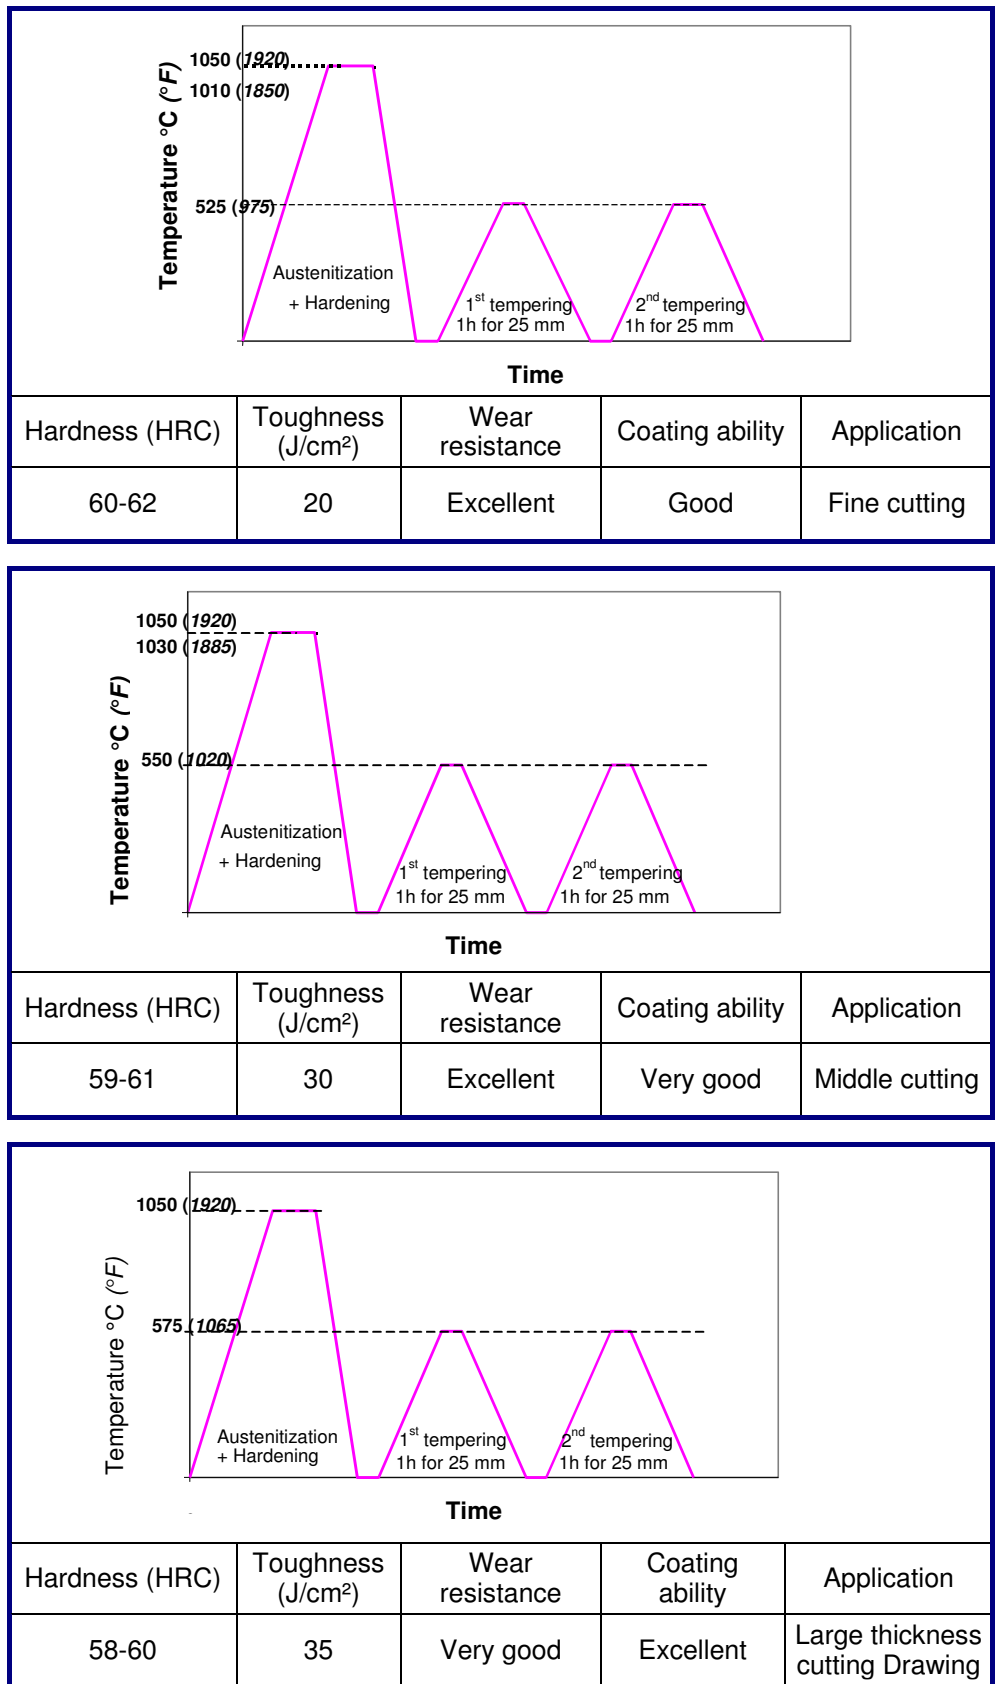 1050 (1920)
1010 (1850)
Temperature °C (°F)
525 (975)
Austenitization
+ Hardening
1st tempering
1h for 25 mm
2nd tempering
1h for 25 mm
Time
Hardness (HRC)
Toughness
(J/cm²)
Wear
resistance
Coating ability
Application
60-62
20
Excellent
Good
Fine cutting
1050 (1920)
1030 (1885)
Temperature °C (°F)
550 (1020)
Austenitization
+ Hardening
1st tempering
1h for 25 mm
2nd tempering
1h for 25 mm
Time
Hardness (HRC)
Toughness
(J/cm²)
Wear
resistance
Coating ability
Application
59-61
30
Excellent
Very good
Middle cutting
1050 (1920)
Temperature °C (°F)
575 (1065)
Austenitization
+ Hardening
1st tempering
1h for 25 mm
2nd tempering
1h for 25 mm
Time
Hardness (HRC)
Toughness
(J/cm²)
Wear
resistance
Coating
ability
Application
58-60
35
Very good
Excellent
Large thickness
cutting Drawing